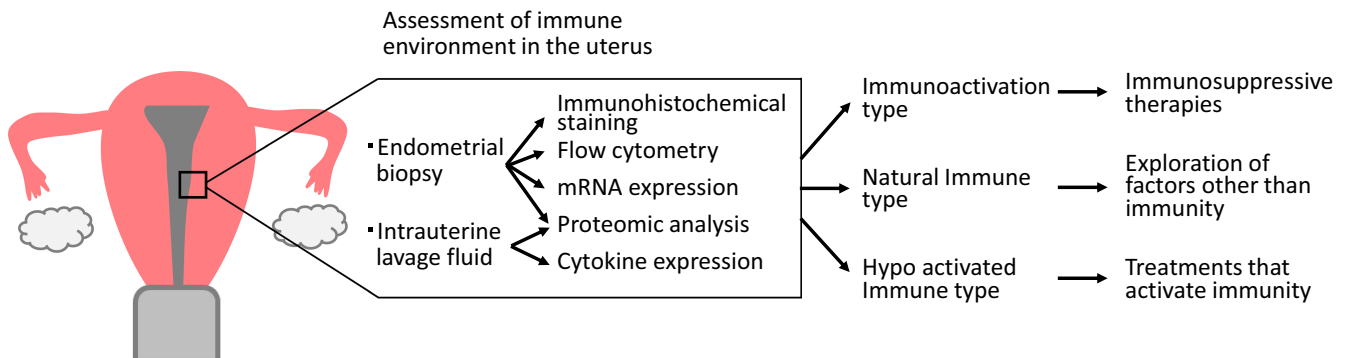 Assessment of immune
environment in the uterus
▪Endometrial
biopsy
▪Intrauterine
lavage fluid
Immunohistochemical
staining
Flow cytometry
mRNA expression
Proteomic analysis
Cytokine expression
Immunoactivation
type
Immunosuppressive
therapies
Natural Immune
type
Exploration of
factors other than
immunity
Hypo activated
Immune type
Treatments that
activate immunity